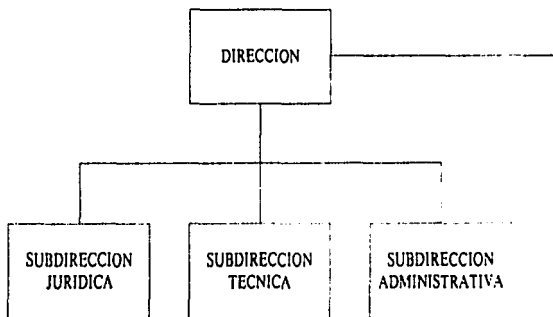 DIRECCION
SUBDIRECCION
JURIDICA
SUBDIRECCION
TECNICA
SUBDIRECCION
ADMINISTRATIVA